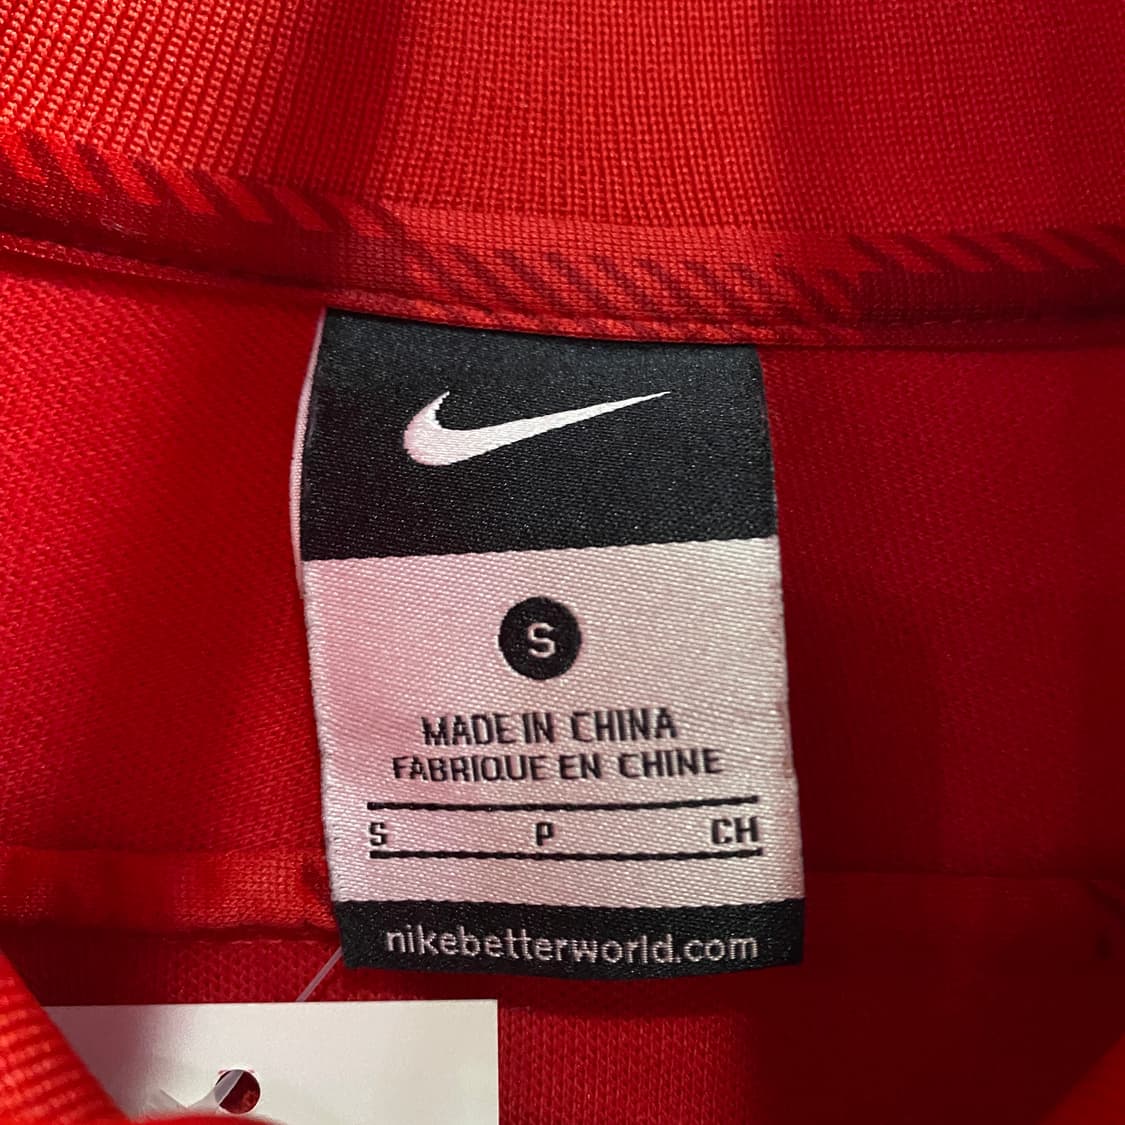 S
MADE IN CHINA
FABRIQUE EN CHINE
S P CH
nikebetterworld.com